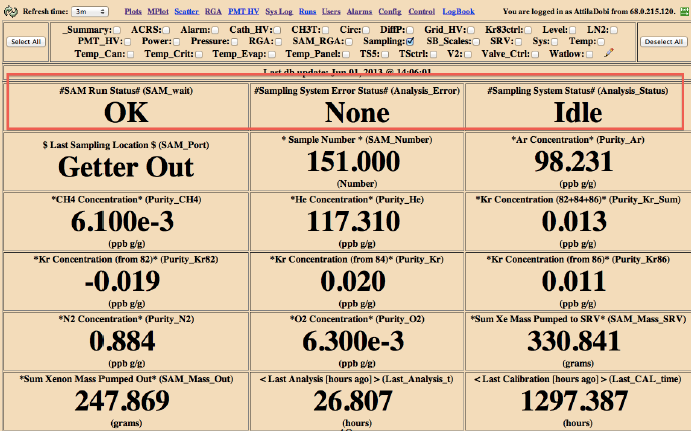 Refresh time: 3m Plots MPlot Scatter RGA PMT HV Sys Log Runs Users Alarms Config Control LogBook You are logged in as AttilaDobi from 68.0.215.120.
Select All
_Summary: ACRS: Alarm: Cath_HV: CH3T: Circ: DiffP: Grid_HV: Kr83ctrl: Level: LN2:
PMT_HV: Power: Pressure: RGA: SAM_RGA: Sampling: SB_Scales: SRV: Sys: Temp:
Temp_Can: Temp_Crit: Temp_Evap: Temp_Panel: TS5: TSctrl: V2: Valve_Ctrl: Watlow:
Deselect All
Last db update: Jun 01, 2013 @ 14:06:01
#SAM Run Status# (SAM_wait)
OK
#Sampling System Error Status# (Analysis_Error)
None
#Sampling System Status# (Analysis_Status)
Idle
$ Last Sampling Location $ (SAM_Port)
Getter Out
* Sample Number * (SAM_Number)
151.000
(Number)
*Ar Concentration* (Purity_Ar)
98.231
(ppb g/g)
*CH4 Concentration* (Purity_CH4)
6.100e-3
(ppb g/g)
*He Concentration* (Purity_He)
117.310
(ppb g/g)
*Kr Concentration (82+84+86)* (Purity_Kr_Sum)
0.013
(ppb g/g)
*Kr Concentration (from 82)* (Purity_Kr82)
-0.019
(ppb g/g)
*Kr Concentration (from 84)* (Purity_Kr)
0.020
(ppb g/g)
*Kr Concentration (from 86)* (Purity_Kr86)
0.011
(ppb g/g)
*N2 Concentration* (Purity_N2)
0.884
(ppb g/g)
*O2 Concentration* (Purity_O2)
6.300e-3
(ppb g/g)
*Sum Xe Mass Pumped to SRV* (SAM_Mass_SRV)
330.841
(grams)
*Sum Xenon Mass Pumped Out* (SAM_Mass_Out)
247.869
(grams)
< Last Analysis [hours ago] > (Last_Analysis_t)
26.807
(hours)
< Last Calibration [hours ago] > (Last_CAL_time)
1297.387
(hours)